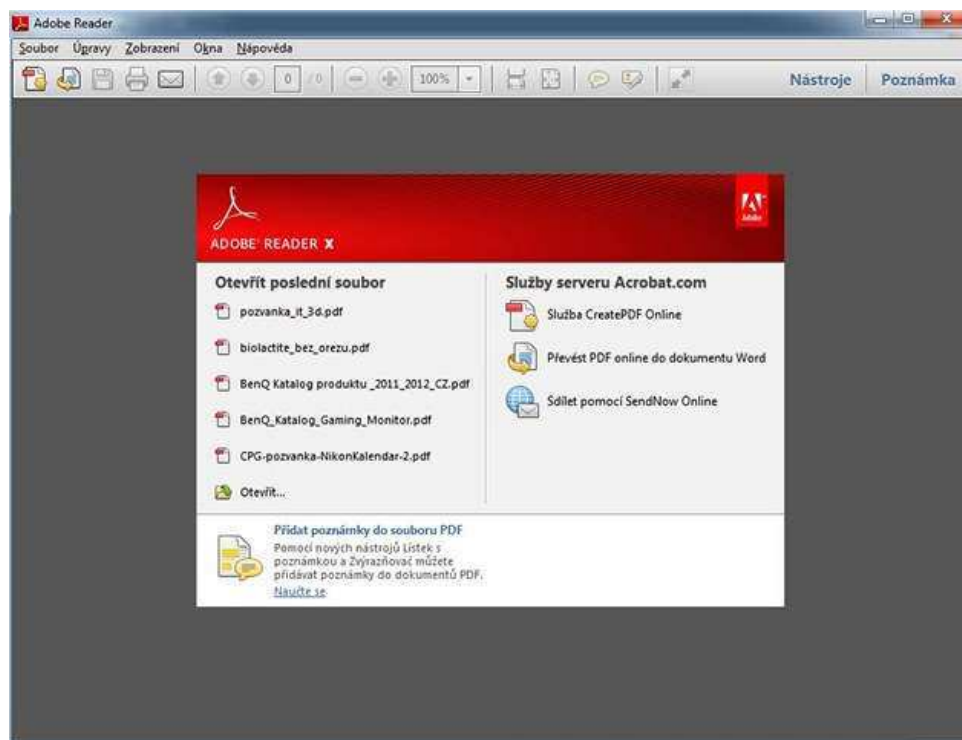 Adobe Reader
Soubor Úpravy Zobrazení Okna Nápověda
0 / 0 100% Nástroje Poznámka
Adobe
ADOBE® READER X
Otevřít poslední soubor
pozvanka_it_3d.pdf
biolactite_bez_orezu.pdf
BenQ Katalog produktu _2011_2012_CZ.pdf
BenQ_Katalog_Gaming_Monitor.pdf
CPG-pozvanka-NikonKalendar-2.pdf
Otevřít...
Služby serveru Acrobat.com
Služba CreatePDF Online
Převést PDF online do dokumentu Word
Sdílet pomocí SendNow Online
Přidat poznámky do souboru PDF
Pomocí nových nástrojů Lístek s
poznámkou a Zvýrazňovač můžete
přidávat poznámky do dokumentů PDF.
Naučte se